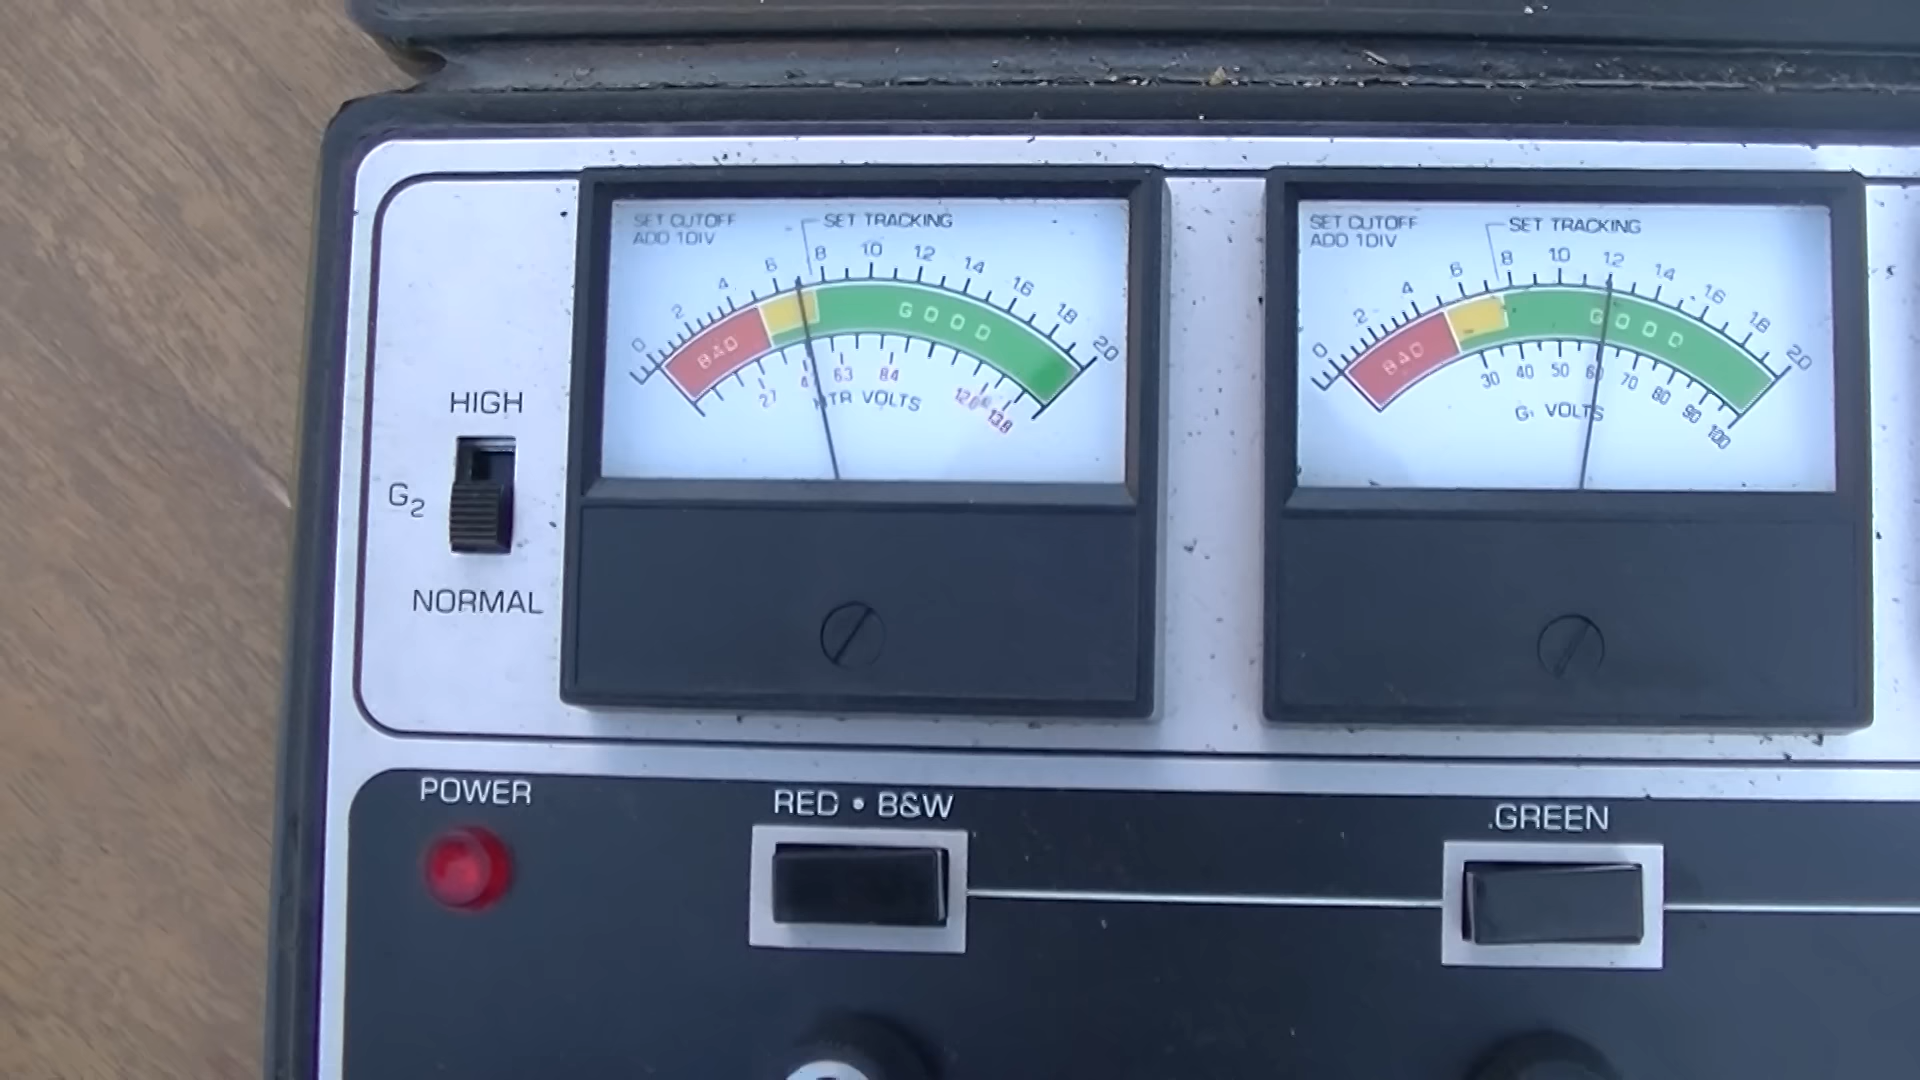 SET CUTOFF
ADD 1DIV
SET TRACKING
0 2 4 6 8 10 12 14 16 18 20
BAD GOOD
27 63 84 13.8
HTR VOLTS
SET CUTOFF
ADD 1DIV
SET TRACKING
0 2 4 6 8 10 12 14 16 18 20
BAD GOOD
30 40 50 60 70 80 90 100
G1 VOLTS
HIGH
G2
NORMAL
POWER
RED • B&W
GREEN